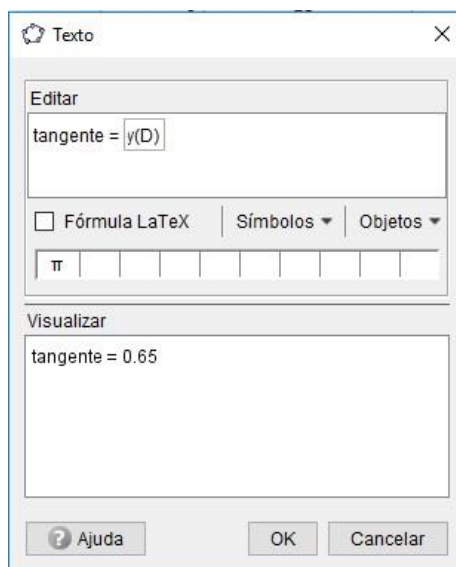 Texto
Editar
tangente = y(D)
Fórmula LaTeX Símbolos Objetos
π
Visualizar
tangente = 0.65
Ajuda OK Cancelar